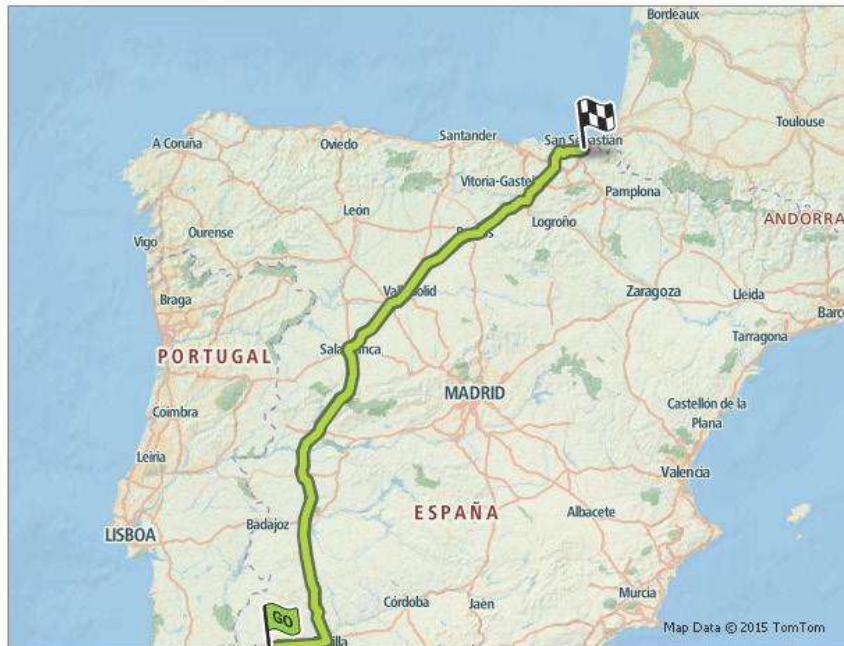 Bordeaux
Toulouse
A Coruña
Oviedo
Santander
San Sebastián
Vitoria-Gastei
Pamplona
León
Logroño
ANDORRA
Vigo
Ourense
Braga
Zaragoza
Lleida
Barc
Tarragona
PORTUGAL
MADRID
Coimbra
Castellón de la
Plana
Leiria
Valencia
ESPAÑA
Albacete
LISBOA
Badajoz
Murcia
Córdoba
Jaén
GO
Map Data © 2015 TomTom